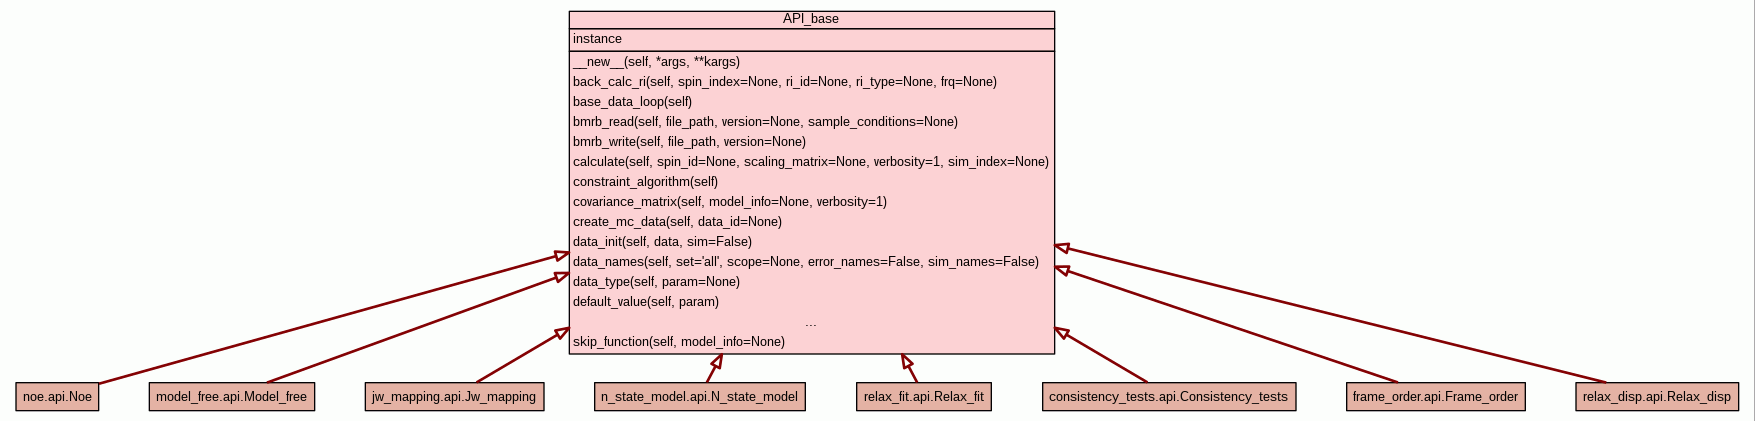 API_base
instance
__new__(self, *args, **kargs)
back_calc_ri(self, spin_index=None, ri_id=None, ri_type=None, frq=None)
base_data_loop(self)
bmrb_read(self, file_path, version=None, sample_conditions=None)
bmrb_write(self, file_path, version=None)
calculate(self, spin_id=None, scaling_matrix=None, verbosity=1, sim_index=None)
constraint_algorithm(self)
covariance_matrix(self, model_info=None, verbosity=1)
create_mc_data(self, data_id=None)
data_init(self, data, sim=False)
data_names(self, set='all', scope=None, error_names=False, sim_names=False)
data_type(self, param=None)
default_value(self, param)
...
skip_function(self, model_info=None)
noe.api.Noe
model_free.api.Model_free
jw_mapping.api.Jw_mapping
n_state_model.api.N_state_model
relax_fit.api.Relax_fit
consistency_tests.api.Consistency_tests
frame_order.api.Frame_order
relax_disp.api.Relax_disp